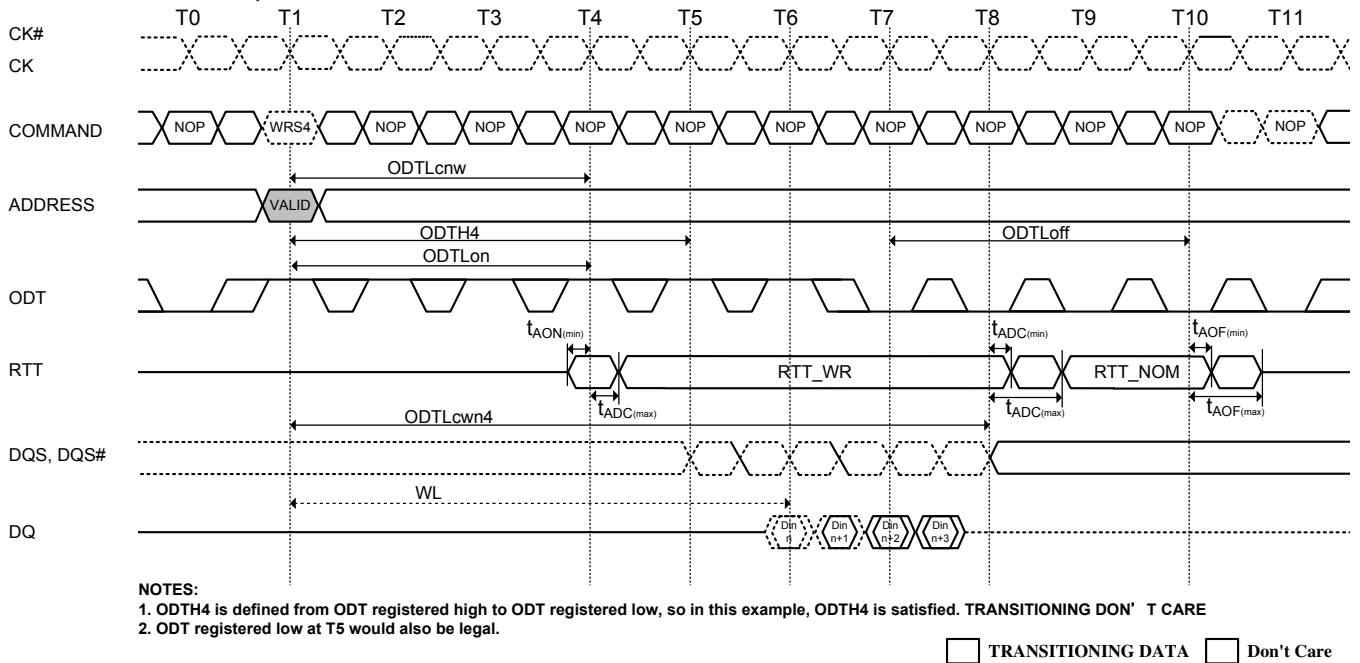 T0 T1 T2 T3 T4 T5 T6 T7 T8 T9 T10 T11
CK#
CK
COMMAND NOP WRS4 NOP NOP NOP NOP NOP NOP NOP NOP NOP NOP
ODTLcnw
ADDRESS VALID
ODTH4 ODTLoff
ODTLon
ODT
tAON(min) tADC(min) tAOF(min)
RTT RTT_WR RTT_NOM
tADC(max) tADC(max) tAOF(max)
ODTLcwn4
DQS, DQS#
WL
DQ Din n Din n+1 Din n+2 Din n+3
NOTES:
1. ODTH4 is defined from ODT registered high to ODT registered low, so in this example, ODTH4 is satisfied. TRANSITIONING DON' T CARE
2. ODT registered low at T5 would also be legal.
TRANSITIONING DATA Don't Care